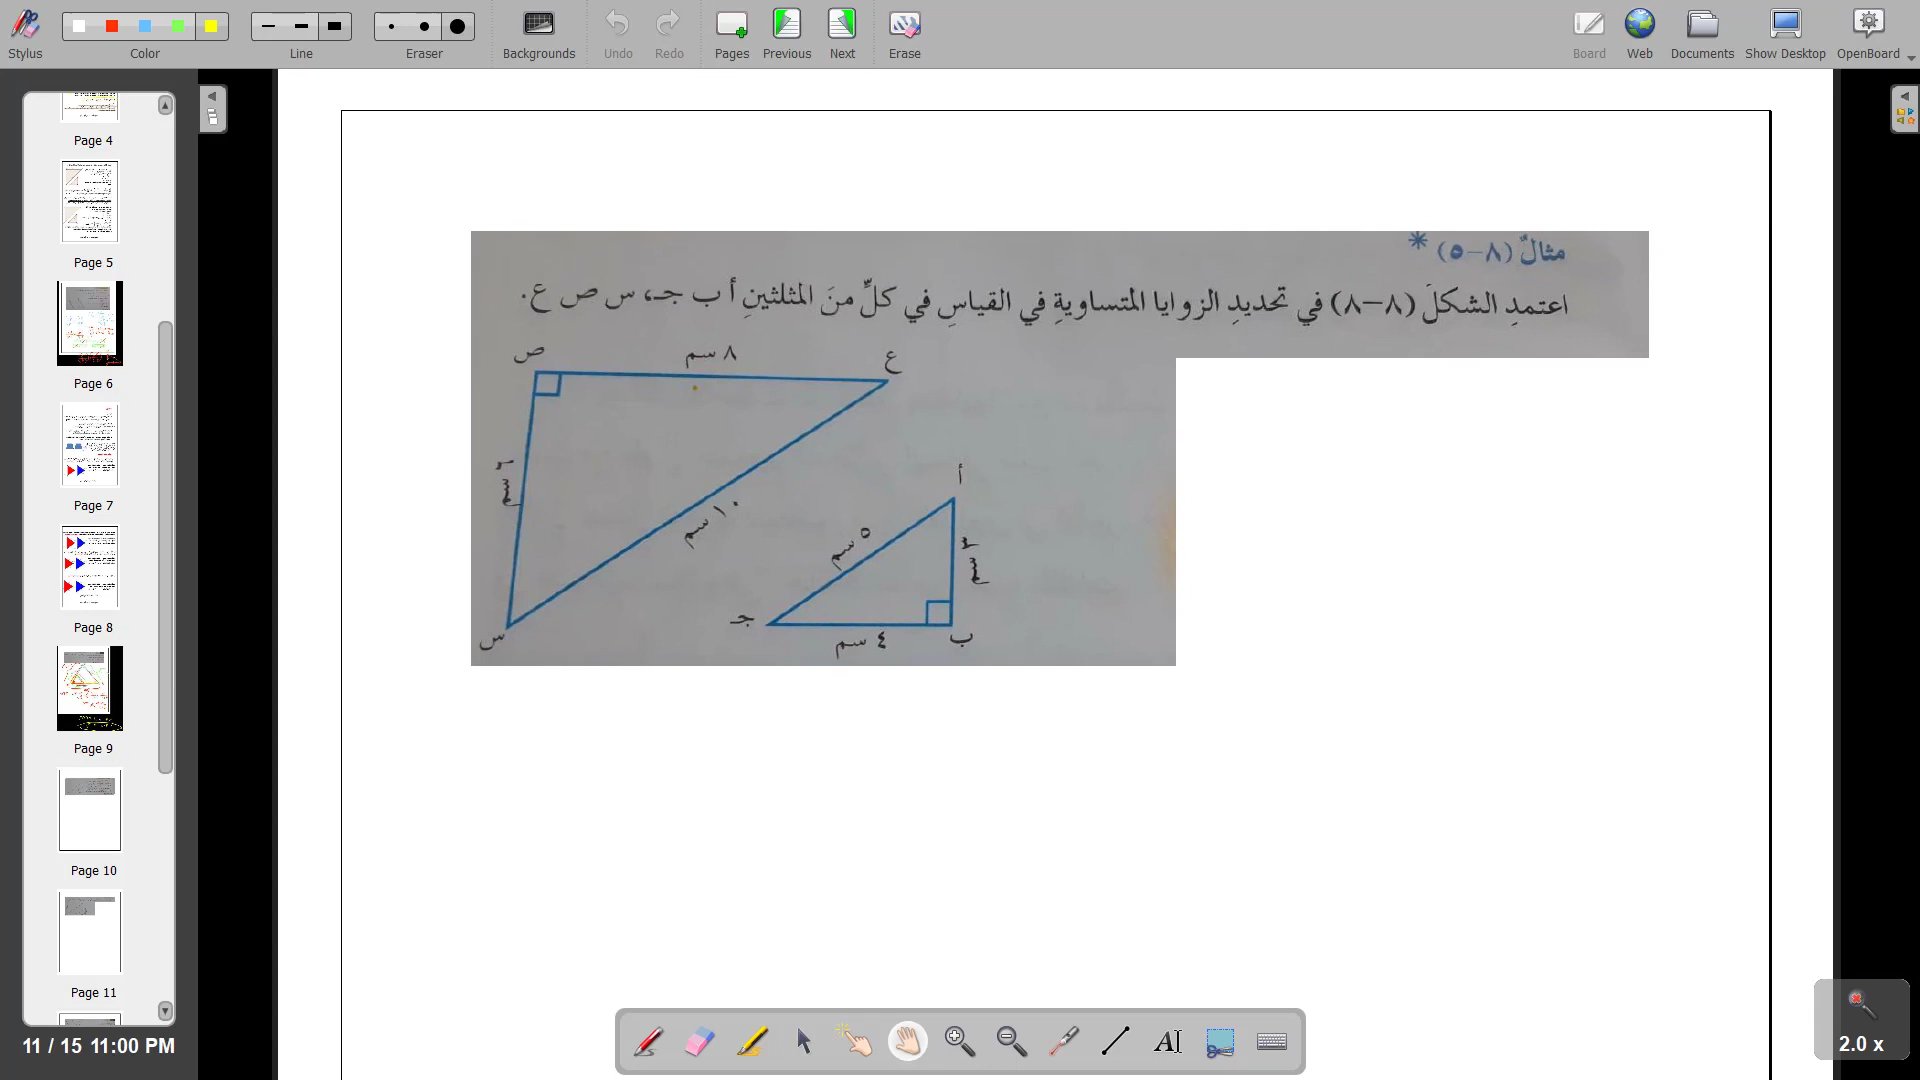 Stylus
Color
Line
Eraser
Backgrounds
Undo
Redo
Pages
Previous
Next
Erase
Board
Web
Documents
Show Desktop
OpenBoard
Page 4
Page 5
Page 6
Page 7
Page 8
Page 9
Page 10
Page 11
مثالٌ (٨-٥) *
اعتمدِ الشكلَ (٨-٨) في تحديدِ الزوايا المتساويةِ في القياسِ في كلٍّ منَ المثلثينِ أ ب جـ، س ص ع.
ص
٨ سم
ع
٦ سم
١٠ سم
س
أ
٥ سم
٣ سم
جـ
٤ سم
ب
11 / 15 11:00 PM
2.0 x